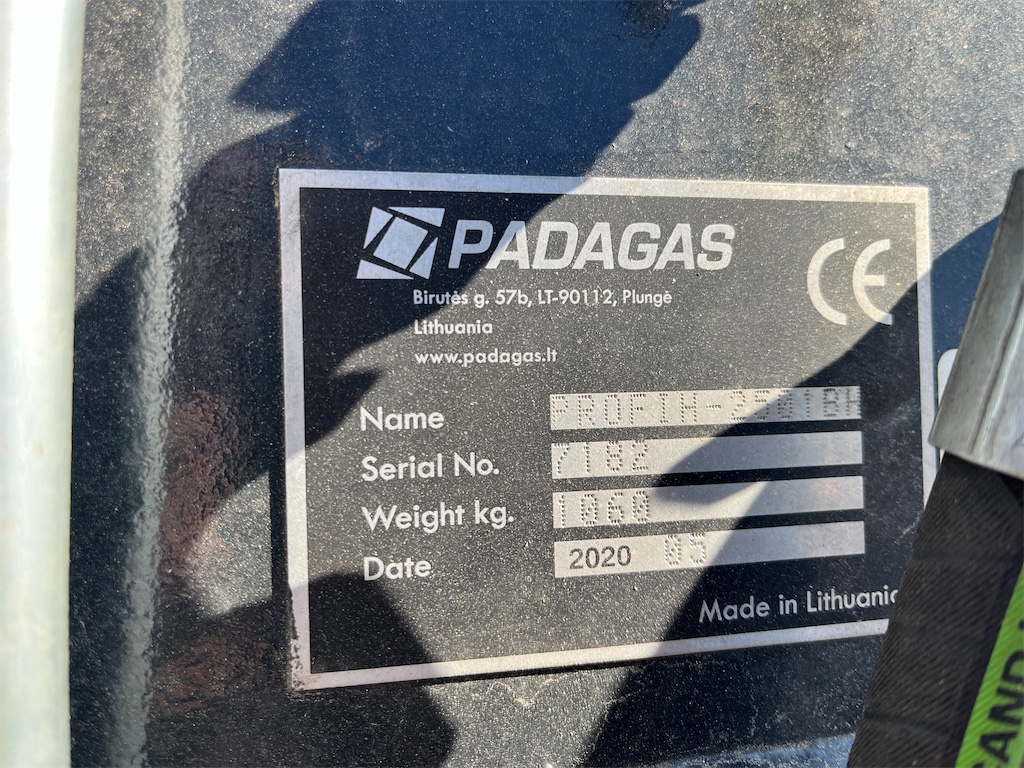 PADAGAS
CE
Birutės g. 57b, LT-90112, Plungė
Lithuania
www.padagas.lt
Name PROFIH-2501BH
Serial No. 7182
Weight kg. 1060
Date 2020 05
Made in Lithuania